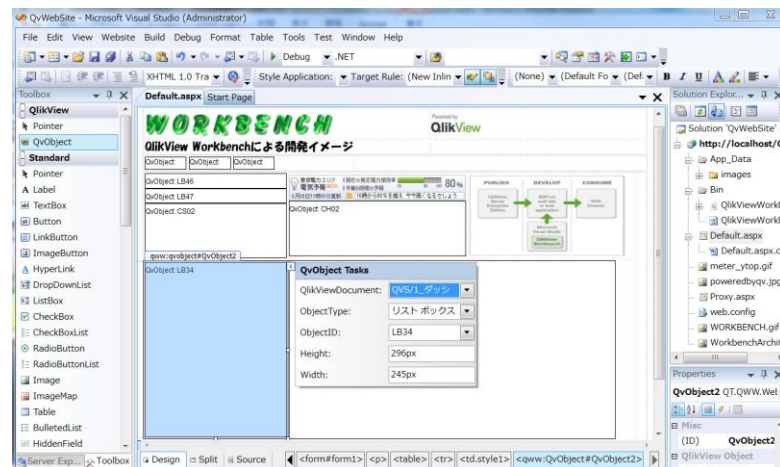 QvWebSite - Microsoft Visual Studio (Administrator)
File Edit View Website Build Debug Format Table Tools Test Window Help
Debug .NET
XHTML 1.0 Tra Style Application: Target Rule: (New Inlin (None) (Default Fo (Def B I U A
Toolbox
QlikView
Pointer
QvObject
Standard
Pointer
A Label
TextBox
Button
LinkButton
ImageButton
HyperLink
DropDownList
ListBox
CheckBox
CheckBoxList
RadioButton
RadioButtonList
Image
ImageMap
Table
BulletedList
HiddenField
Server Exp... Toolbox
Default.aspx Start Page
WORKBENCH
Powered by
QlikView
QlikView Workbenchによる開発イメージ
QvObject QvObject QvObject
QvObject LB46
QvObject LB47
QvObject CS02
電気予報
80%
QvObject CH02
PUBLISH DEVELOP CONSUME
qww:qvobject#QvObject2
QvObject LB34
QvObject Tasks
QlikViewDocument: QVS/1_ダッシ
ObjectType: リスト ボックス
ObjectID: LB34
Height: 296px
Width: 245px
Design Split Source <form#form1> <p> <table> <tr> <td.style1> <qww:QvObject#QvObject2>
Solution Explor...
Solution 'QvWebSite'
http://localhost/
App_Data
images
Bin
QlikViewWork
QlikViewWork
Default.aspx
Default.aspx.c
meter_ytop.gif
poweredbyqv.jpg
Proxy.aspx
web.config
WORKBENCH.gif
WorkbenchArchit
Properties
QvObject2 QT.QWW.Wel
Misc
(ID) QvObject2
QlikView Object